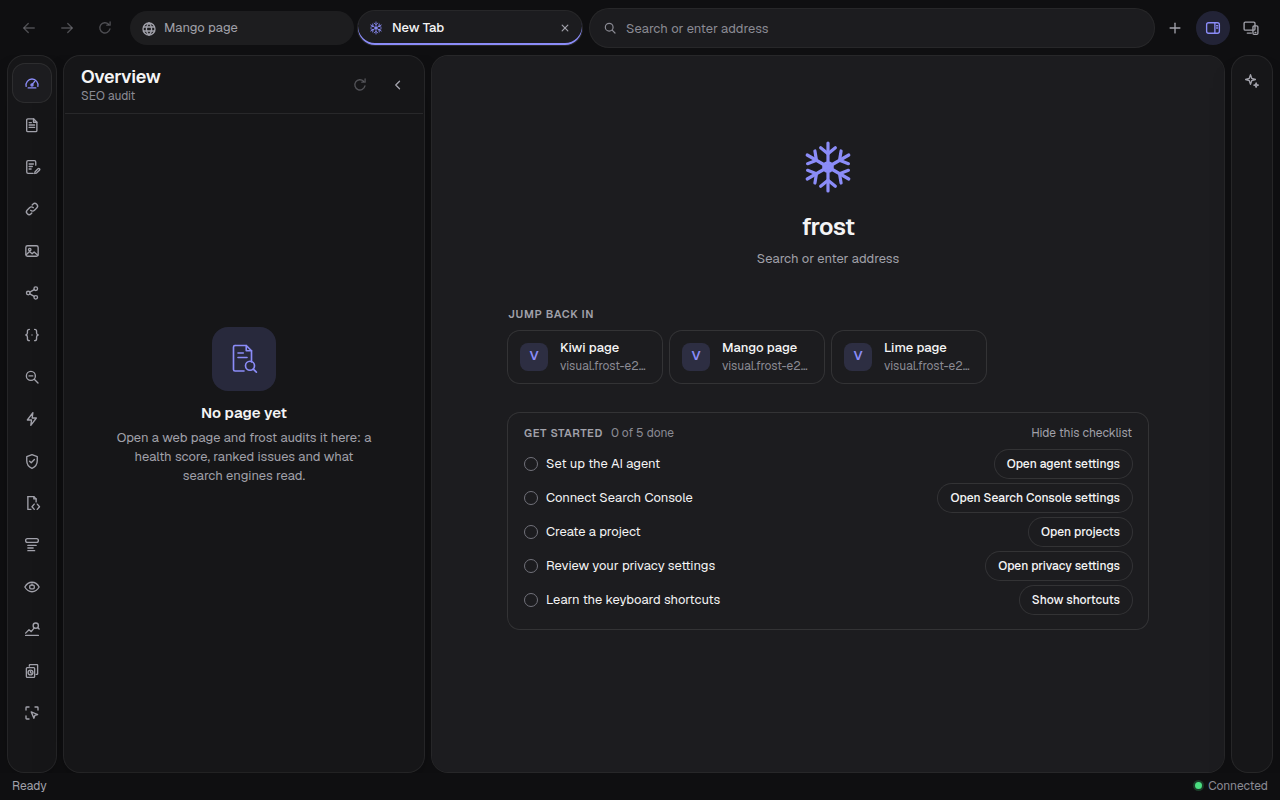 Mango page
New Tab
Search or enter address
Overview
SEO audit
No page yet
Open a web page and frost audits it here: a
health score, ranked issues and what
search engines read.
frost
Search or enter address
JUMP BACK IN
V
Kiwi page
visual.frost-e2…
V
Mango page
visual.frost-e2…
V
Lime page
visual.frost-e2…
GET STARTED 0 of 5 done
Hide this checklist
Set up the AI agent
Open agent settings
Connect Search Console
Open Search Console settings
Create a project
Open projects
Review your privacy settings
Open privacy settings
Learn the keyboard shortcuts
Show shortcuts
Ready
Connected